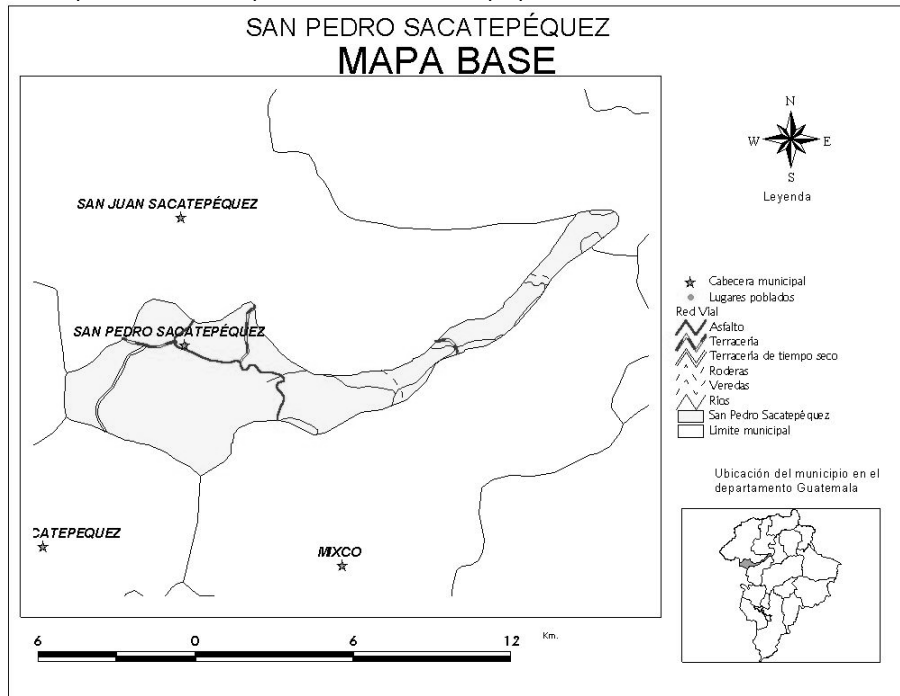 SAN PEDRO SACATEPÉQUEZ
MAPA BASE
SAN JUAN SACATEPÉQUEZ
SAN PEDRO SACATEPÉQUEZ
CATEPEQUEZ
MIXCO
N
W E
S
Leyenda
Cabecera municipal
Lugares poblados
Red Vial
Asfalto
Terracería
Terracería de tiempo seco
Roderas
Veredas
Ríos
San Pedro Sacatepéquez
Límite municipal
Ubicación del municipio en el
departamento Guatemala
6 0 6 12 Km.